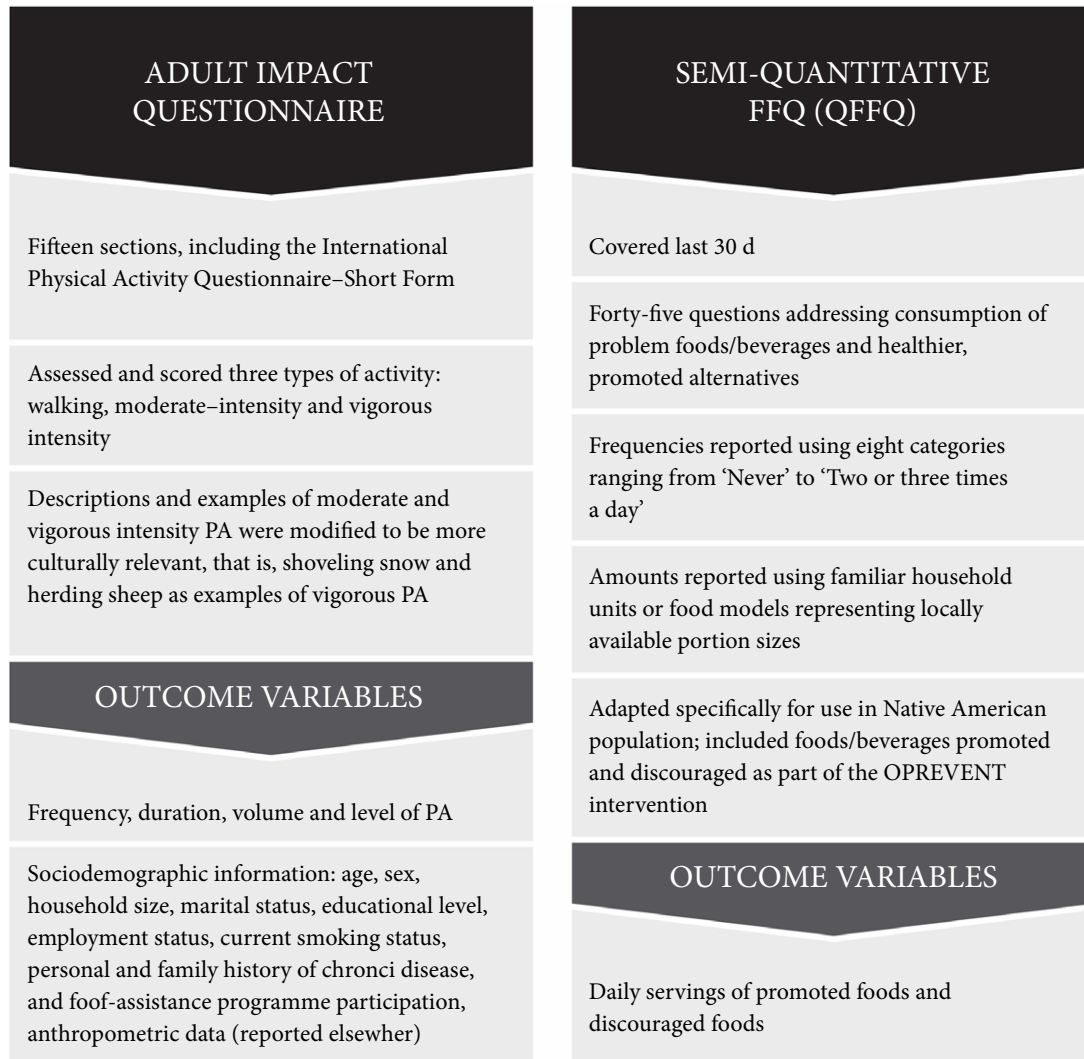 ADULT IMPACT
QUESTIONNAIRE
Fifteen sections, including the International
Physical Activity Questionnaire–Short Form
Assessed and scored three types of activity:
walking, moderate–intensity and vigorous
intensity
Descriptions and examples of moderate and
vigorous intensity PA were modified to be more
culturally relevant, that is, shoveling snow and
herding sheep as examples of vigorous PA
OUTCOME VARIABLES
Frequency, duration, volume and level of PA
Sociodemographic information: age, sex,
household size, marital status, educational level,
employment status, current smoking status,
personal and family history of chronci disease,
and foof-assistance programme participation,
anthropometric data (reported elsewher)
SEMI-QUANTITATIVE
FFQ (QFFQ)
Covered last 30 d
Forty-five questions addressing consumption of
problem foods/beverages and healthier,
promoted alternatives
Frequencies reported using eight categories
ranging from ‘Never’ to ‘Two or three times
a day’
Amounts reported using familiar household
units or food models representing locally
available portion sizes
Adapted specifically for use in Native American
population; included foods/beverages promoted
and discouraged as part of the OPREVENT
intervention
OUTCOME VARIABLES
Daily servings of promoted foods and
discouraged foods